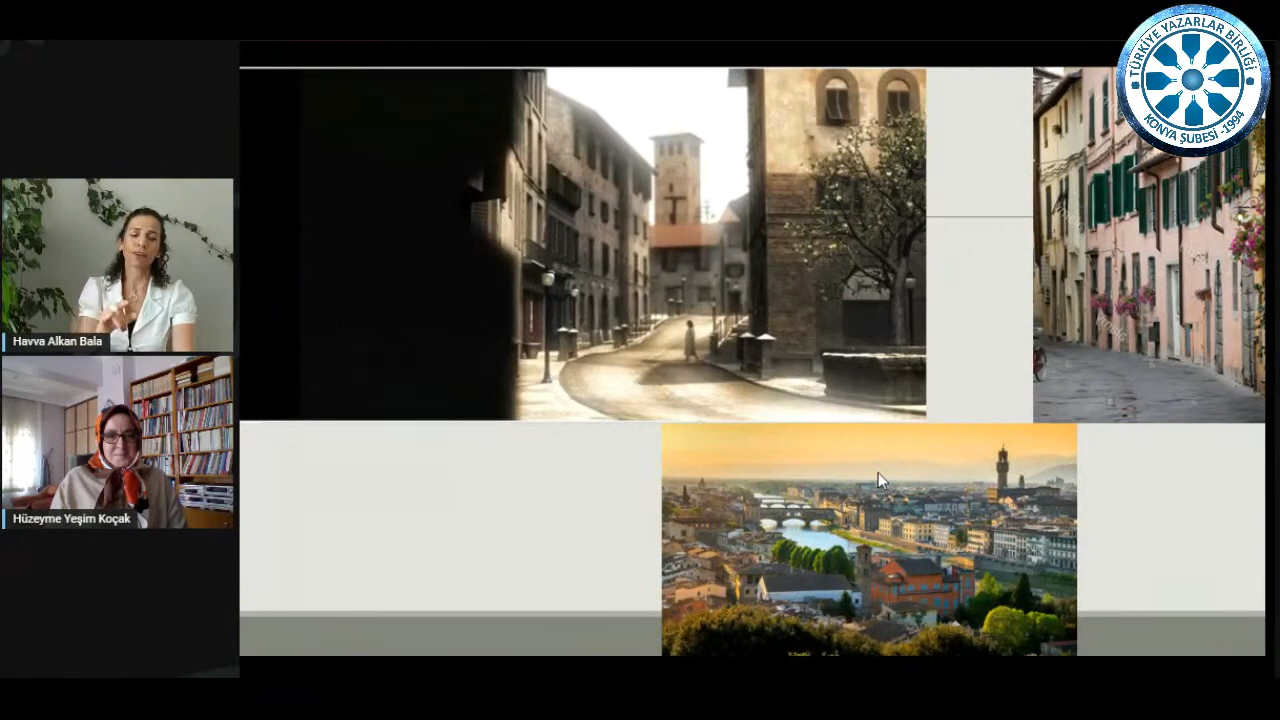 TÜRKİYE YAZARLAR BİRLİĞİ
KONYA ŞUBESİ -1994
Havva Alkan Bala
Hüzeyme Yeşim Koçak